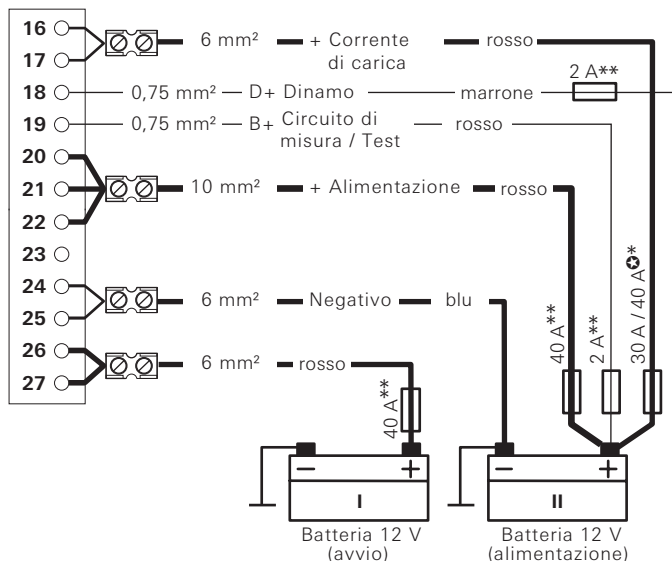 16
17
6 mm² + Corrente di carica rosso
18
0,75 mm² D+ Dinamo marrone 2 A**
19
0,75 mm² B+ Circuito di misura / Test rosso
20
21
22
10 mm² + Alimentazione rosso
23
24
25
6 mm² Negativo blu
26
27
6 mm² rosso
40 A**
40 A**
2 A**
30 A / 40 A✪*
− +
I
Batteria 12 V
(avvio)
− +
II
Batteria 12 V
(alimentazione)